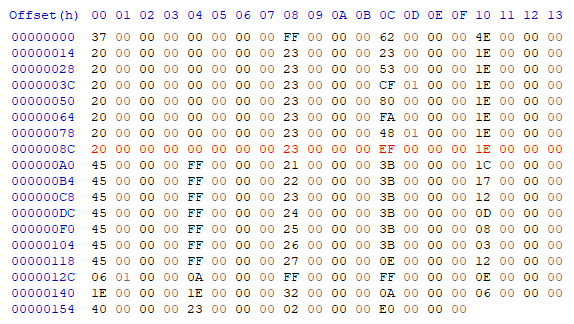 Offset(h) 00 01 02 03 04 05 06 07 08 09 0A 0B 0C 0D 0E 0F 10 11 12 13
00000000 37 00 00 00 00 00 00 00 FF 00 00 00 62 00 00 00 4E 00 00 00
00000014 20 00 00 00 00 00 00 00 23 00 00 00 23 00 00 00 1E 00 00 00
00000028 20 00 00 00 00 00 00 00 23 00 00 00 53 00 00 00 1E 00 00 00
0000003C 20 00 00 00 00 00 00 00 23 00 00 00 CF 01 00 00 1E 00 00 00
00000050 20 00 00 00 00 00 00 00 23 00 00 00 80 00 00 00 1E 00 00 00
00000064 20 00 00 00 00 00 00 00 23 00 00 00 FA 00 00 00 1E 00 00 00
00000078 20 00 00 00 00 00 00 00 23 00 00 00 48 01 00 00 1E 00 00 00
0000008C 20 00 00 00 00 00 00 00 23 00 00 00 EF 00 00 00 1E 00 00 00
000000A0 45 00 00 00 FF 00 00 00 21 00 00 00 3B 00 00 00 1C 00 00 00
000000B4 45 00 00 00 FF 00 00 00 22 00 00 00 3B 00 00 00 17 00 00 00
000000C8 45 00 00 00 FF 00 00 00 23 00 00 00 3B 00 00 00 12 00 00 00
000000DC 45 00 00 00 FF 00 00 00 24 00 00 00 3B 00 00 00 0D 00 00 00
000000F0 45 00 00 00 FF 00 00 00 25 00 00 00 3B 00 00 00 08 00 00 00
00000104 45 00 00 00 FF 00 00 00 26 00 00 00 3B 00 00 00 03 00 00 00
00000118 45 00 00 00 FF 00 00 00 27 00 00 00 0E 00 00 00 12 00 00 00
0000012C 06 01 00 00 0A 00 00 00 FF 00 00 00 FF 00 00 00 0E 00 00 00
00000140 1E 00 00 00 1E 00 00 00 32 00 00 00 0A 00 00 00 06 00 00 00
00000154 40 00 00 00 23 00 00 00 02 00 00 00 E0 00 00 00